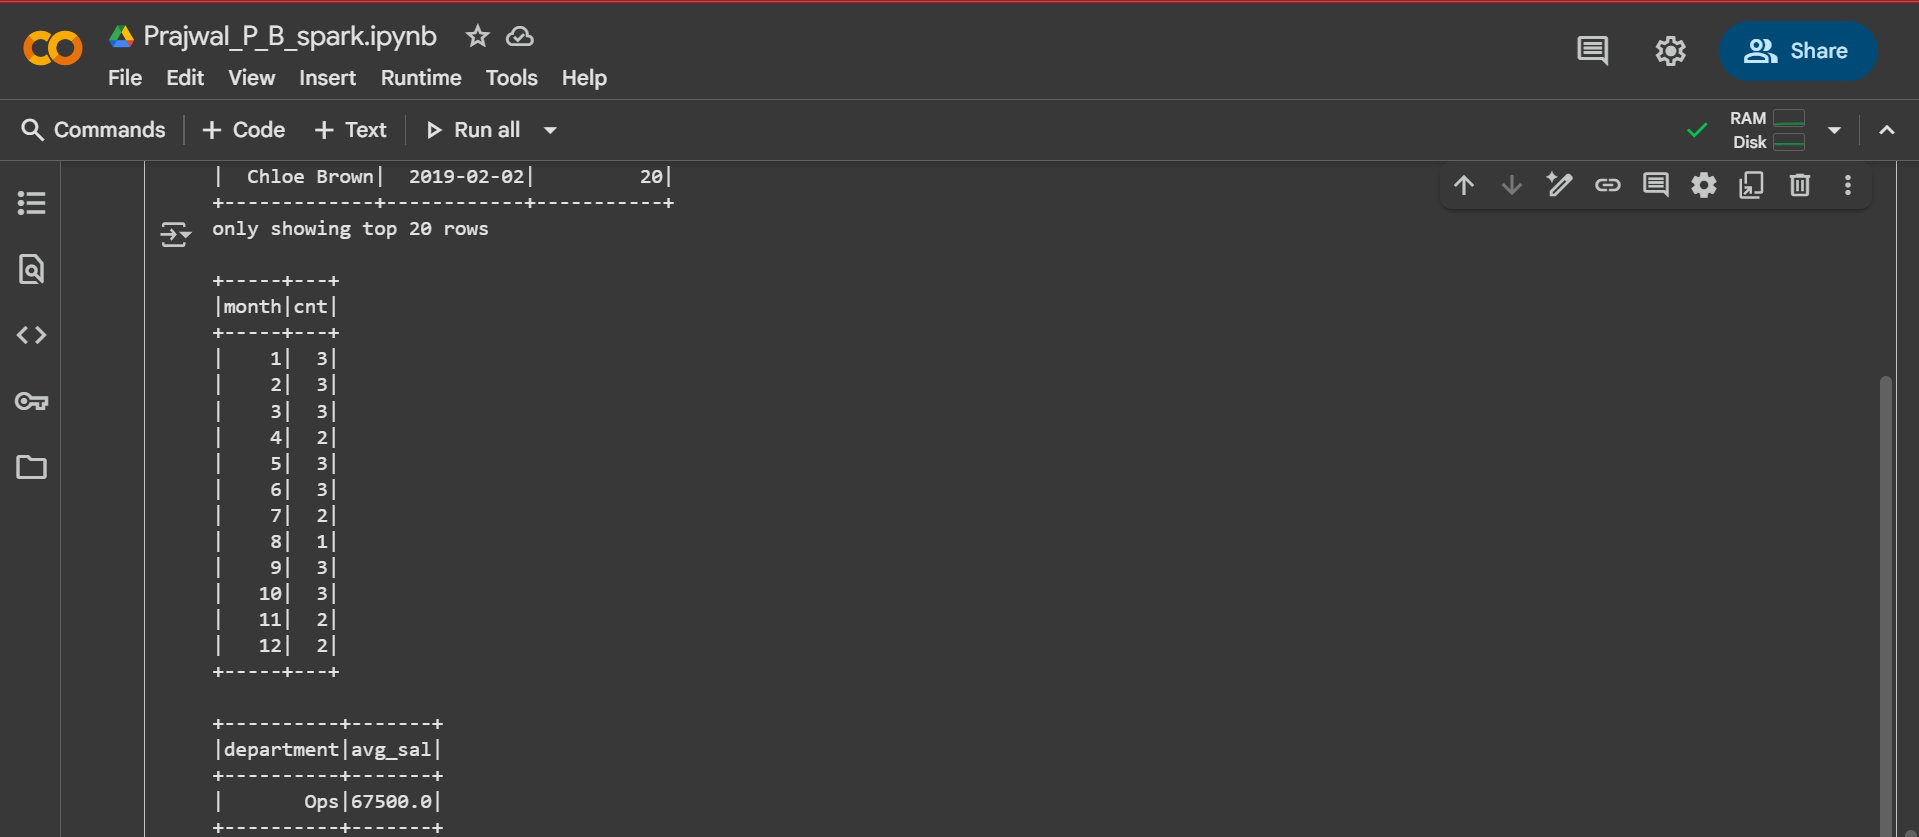 Prajwal_P_B_spark.ipynb
File Edit View Insert Runtime Tools Help
Share
Commands + Code + Text Run all
RAM
Disk
|  Chloe Brown|  2019-02-02|         20|
+-------------+------------+-----------+
only showing top 20 rows
+-----+---+
|month|cnt|
+-----+---+
|    1|  3|
|    2|  3|
|    3|  3|
|    4|  2|
|    5|  3|
|    6|  3|
|    7|  2|
|    8|  1|
|    9|  3|
|   10|  3|
|   11|  2|
|   12|  2|
+-----+---+
+----------+-------+
|department|avg_sal|
+----------+-------+
|       Ops|67500.0|
+----------+-------+